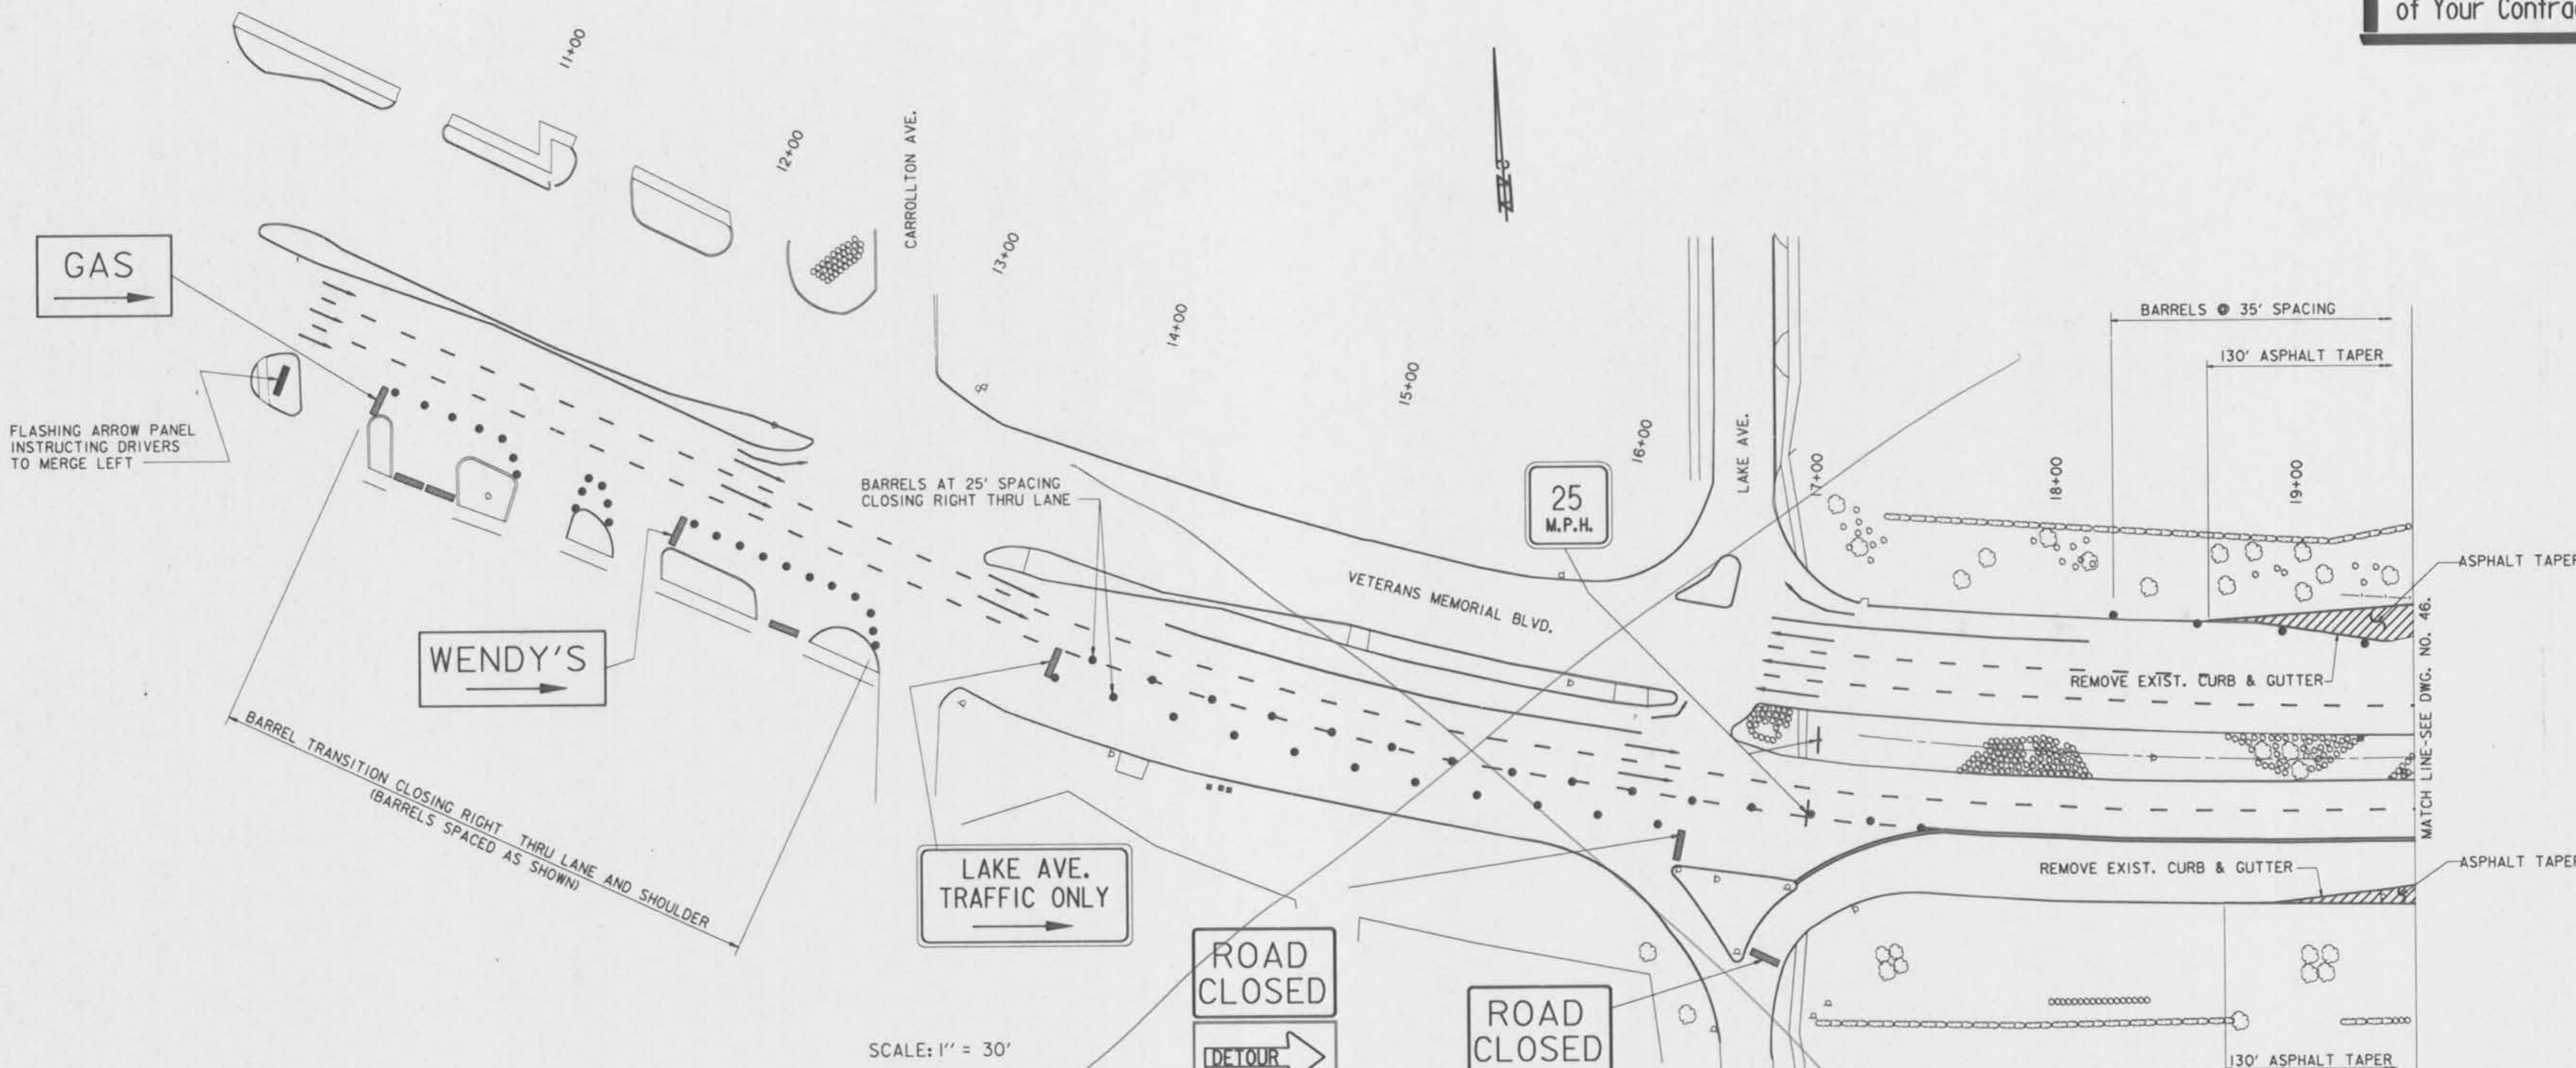 of Your Contra
11+00
12+00
CARROLLTON AVE.
13+00
14+00
15+00
16+00
LAKE AVE.
17+00
18+00
19+00
BARRELS @ 35' SPACING
130' ASPHALT TAPER
GAS
FLASHING ARROW PANEL
INSTRUCTING DRIVERS
TO MERGE LEFT
BARRELS AT 25' SPACING
CLOSING RIGHT THRU LANE
25
M.P.H.
VETERANS MEMORIAL BLVD.
ASPHALT TAPER
REMOVE EXIST. CURB & GUTTER
MATCH LINE-SEE DWG. NO. 46.
WENDY'S
BARREL TRANSITION CLOSING RIGHT THRU LANE AND SHOULDER
(BARRELS SPACED AS SHOWN)
LAKE AVE.
TRAFFIC ONLY
REMOVE EXIST. CURB & GUTTER
ASPHALT TAPER
ROAD
CLOSED
DETOUR
ROAD
CLOSED
SCALE: 1'' = 30'
130' ASPHALT TAPER